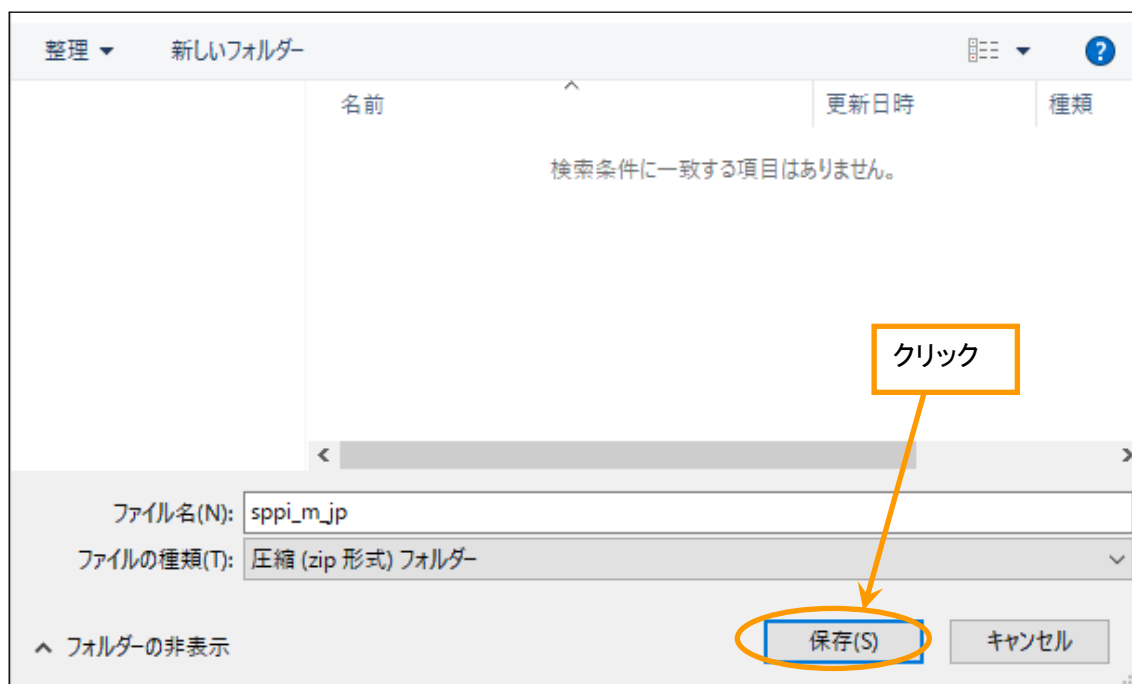 整理 新しいフォルダー ?
名前 更新日時 種類
検索条件に一致する項目はありません。
クリック
ファイル名(N): sppi_m_jp
ファイルの種類(T): 圧縮 (zip 形式) フォルダー
フォルダーの非表示 保存(S) キャンセル